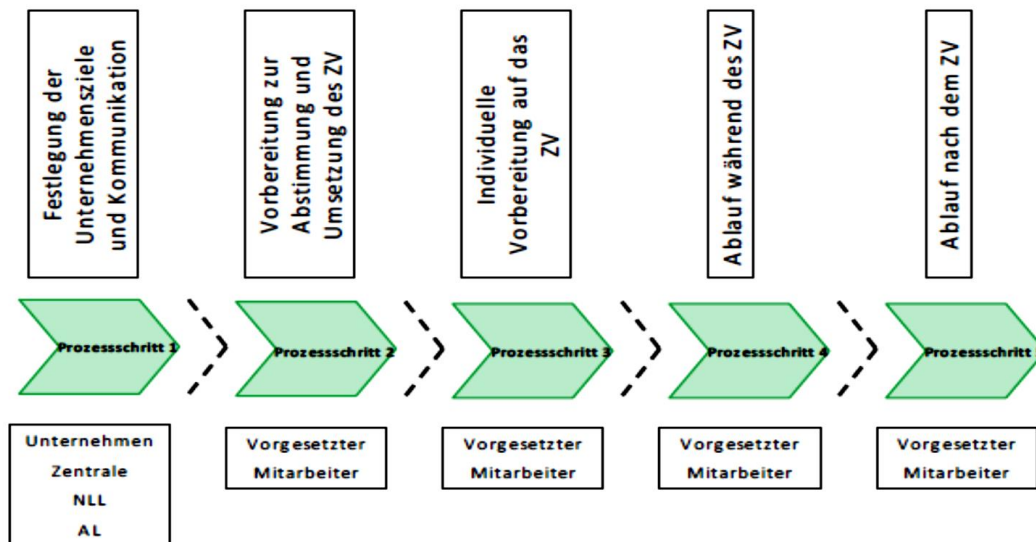 Festlegung der
Unternehmensziele
und Kommunikation
Vorbereitung zur
Abstimmung und
Umsetzung des ZV
Individuelle
Vorbereitung auf das
ZV
Ablauf während des ZV
Ablauf nach dem ZV
Prozessschritt 1
Prozessschritt 2
Prozessschritt 3
Prozessschritt 4
Prozessschritt
Unternehmen
Zentrale
NLL
AL
Vorgesetzter
Mitarbeiter
Vorgesetzter
Mitarbeiter
Vorgesetzter
Mitarbeiter
Vorgesetzter
Mitarbeiter